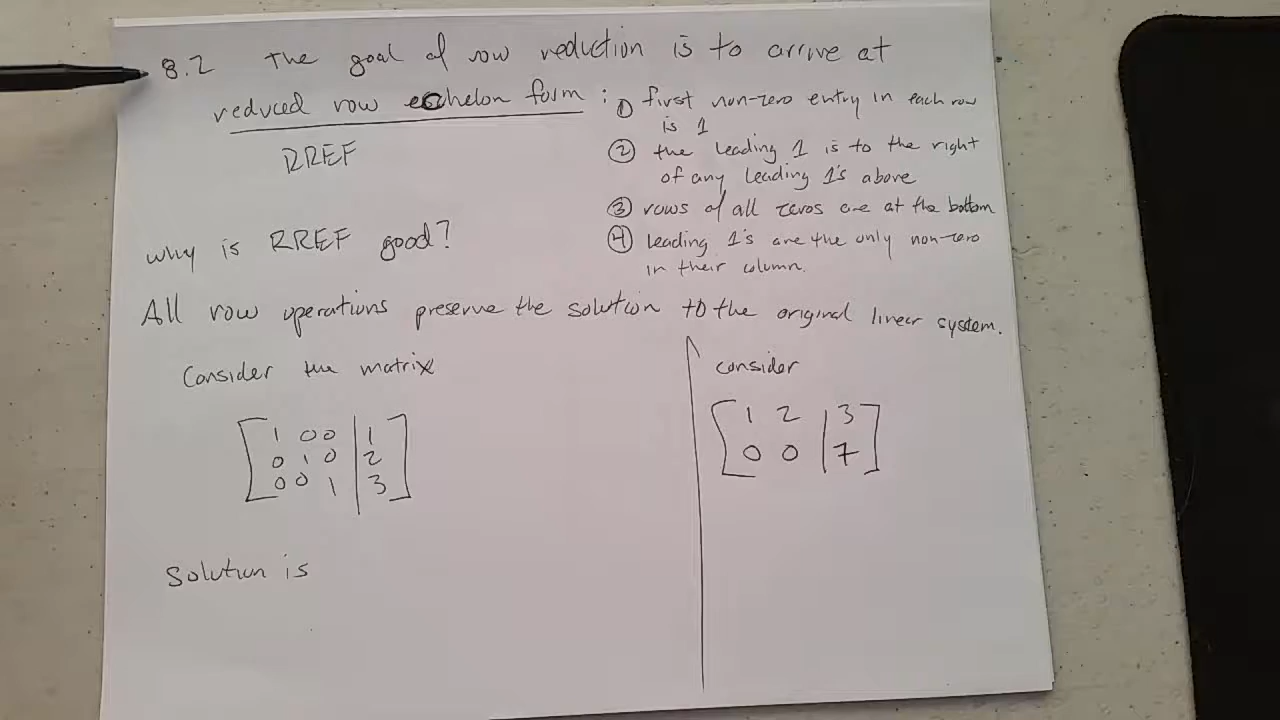 8.2 The goal of row reduction is to arrive at
reduced row echelon form :
RREF
① first non-zero entry in each row
is 1
② the leading 1 is to the right
of any leading 1's above
③ rows of all zeros are at the bottom
④ leading 1's are the only non-zero
in their column.
why is RREF good?
All row operations preserve the solution to the original linear system.
Consider the matrix
1 0 0 | 1
0 1 0 | 2
0 0 1 | 3
Solution is
consider
1 2 | 3
0 0 | 7